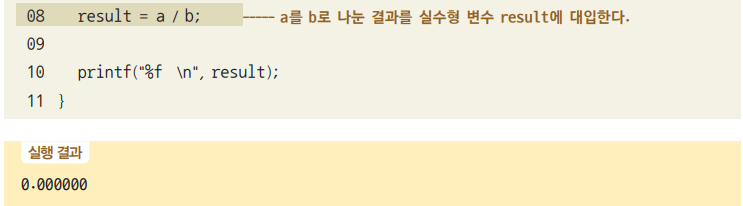 08 result = a / b; ----- a를 b로 나눈 결과를 실수형 변수 result에 대입한다.
09
10 printf("%f \n", result);
11 }
실행 결과
0.000000